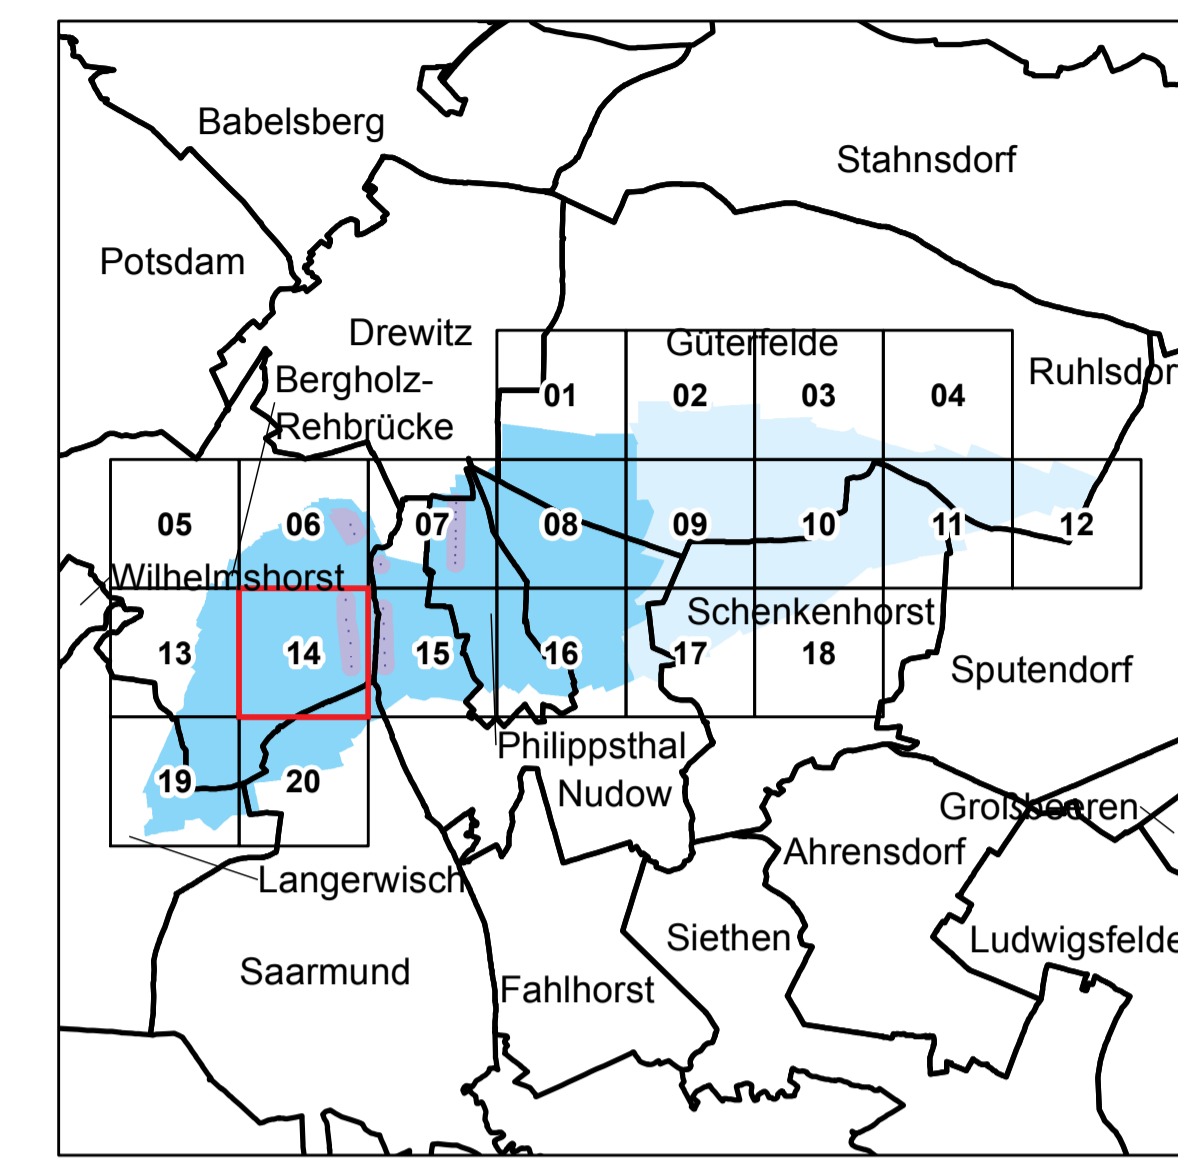 Babelsberg
Stahnsdorf
Potsdam
Drewitz
Güterfelde
Ruhlsdor
Bergholz-
Rehbrücke
01
02
03
04
05
06
07
08
09
10
11
12
Wilhelmshorst
Schenkenhorst
13
14
15
16
17
18
Sputendorf
Philippsthal
19
20
Nudow
Großbeeren
Ahrensdorf
Langerwisch
Siethen
Ludwigsfelde
Saarmund
Fahlhorst